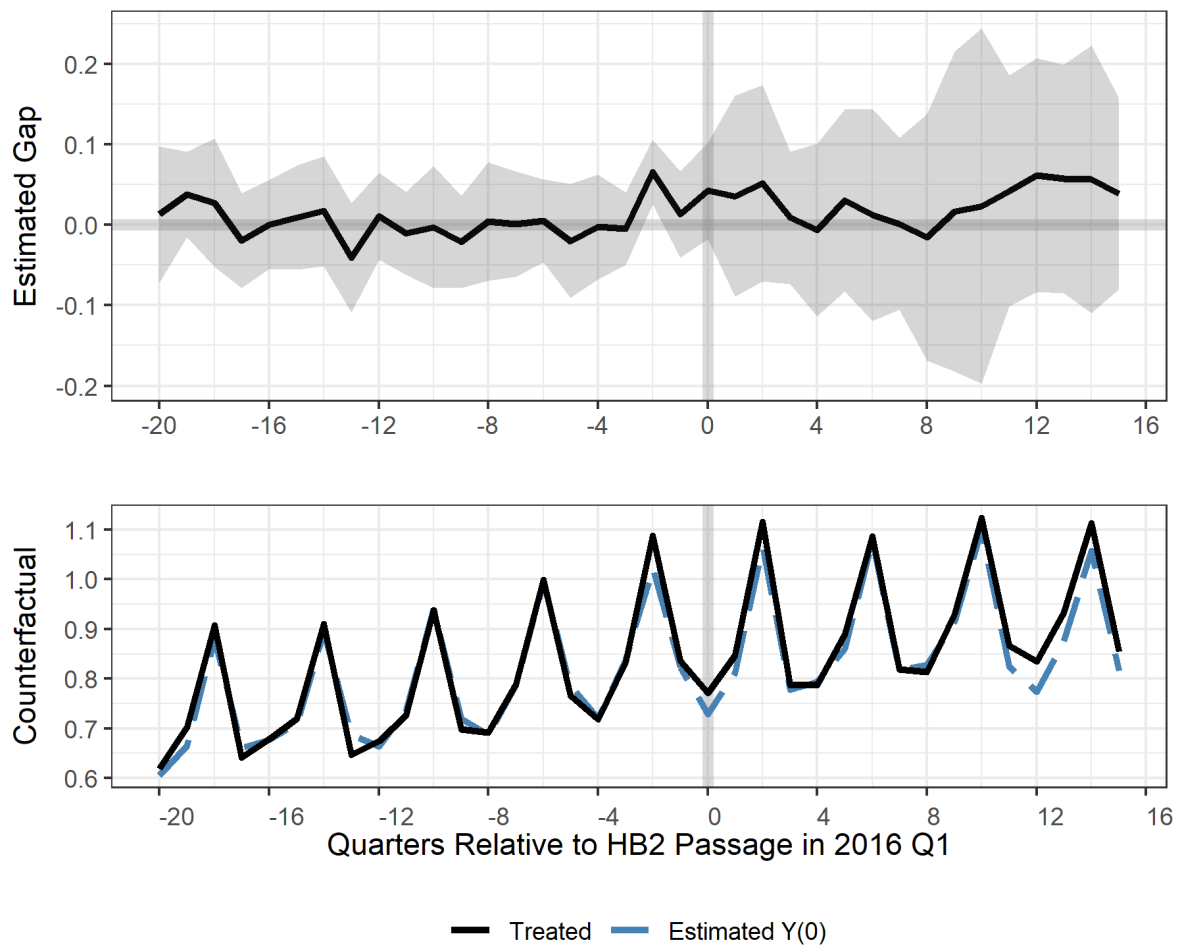 Estimated Gap
0.2
0.1
0.0
-0.1
-0.2
-20 -16 -12 -8 -4 0 4 8 12 16
Counterfactual
1.1
1.0
0.9
0.8
0.7
0.6
-20 -16 -12 -8 -4 0 4 8 12 16
Quarters Relative to HB2 Passage in 2016 Q1
Treated Estimated Y(0)